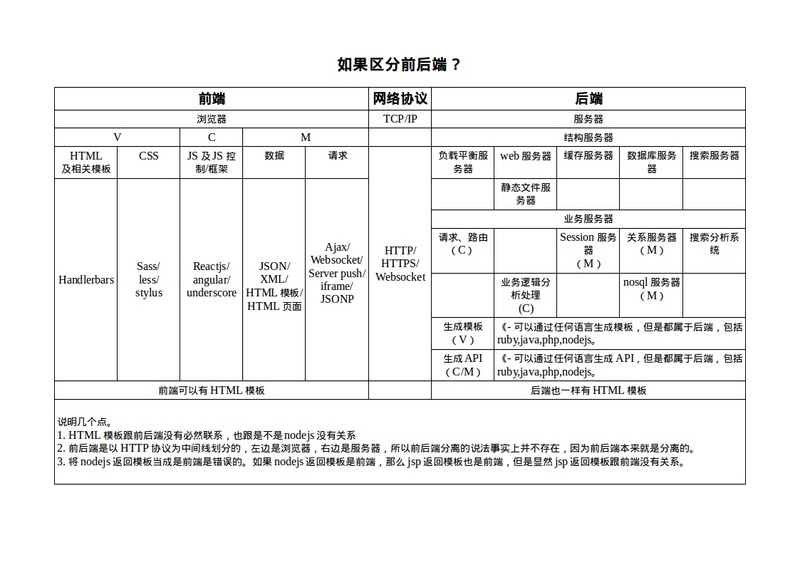 如果区分前后端？
前端 网络协议 后端
浏览器 TCP/IP 服务器
V C M 结构服务器
HTML
及相关模板
CSS
JS 及JS 控
制/框架
数据
请求
负载平衡服
务器
web 服务器
缓存服务器
数据库服务
器
搜索服务器
静态文件服
务器
业务服务器
Handlerbars
Sass/
less/
stylus
Reactjs/
angular/
underscore
JSON/
XML/
HTML 模板/
HTML 页面
Ajax/
Websocket/
Server push/
iframe/
JSONP
HTTP/
HTTPS/
Websocket
请求、路由
（C）
Session 服务
器
（M）
关系服务器
（M）
搜索分析系
统
业务逻辑分
析处理
(C)
nosql 服务器
（M）
生成模板
（V）
《- 可以通过任何语言生成模板，但是都属于后端，包括
ruby,java,php,nodejs。
生成 API
（C/M）
《- 可以通过任何语言生成 API，但是都属于后端，包括
ruby,java,php,nodejs。
前端可以有 HTML 模板 后端也一样有 HTML 模板
说明几个点。
1. HTML 模板跟前后端没有必然联系，也跟是不是 nodejs 没有关系
2. 前后端是以 HTTP 协议为中间线划分的，左边是浏览器，右边是服务器，所以前后端分离的说法事实上并不存在，因为前后端本来就是分离的。
3. 将 nodejs 返回模板当成是前端是错误的。如果 nodejs 返回模板是前端，那么 jsp 返回模板也是前端，但是显然 jsp 返回模板跟前端没有关系。